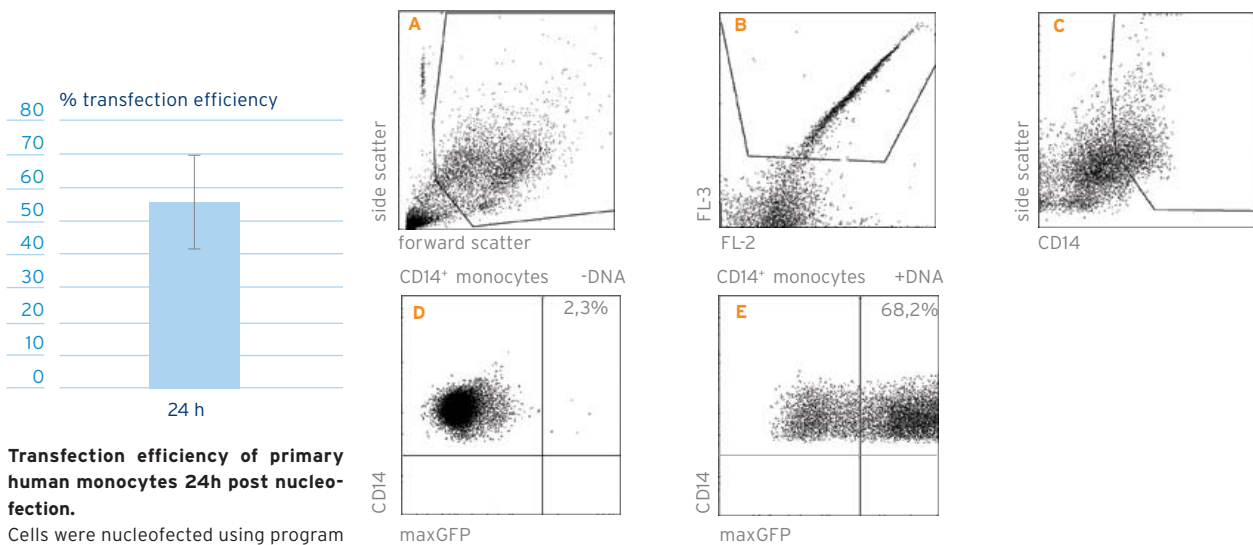 % transfection efficiency
80
70
60
50
40
30
20
10
0
24 h
Transfection efficiency of primary
human monocytes 24h post nucleo-
fection.
Cells were nucleofected using program
A
side scatter
forward scatter
B
FL-3
FL-2
C
side scatter
CD14
CD14⁺ monocytes -DNA
D
2,3%
CD14
maxGFP
CD14⁺ monocytes +DNA
E
68,2%
CD14
maxGFP